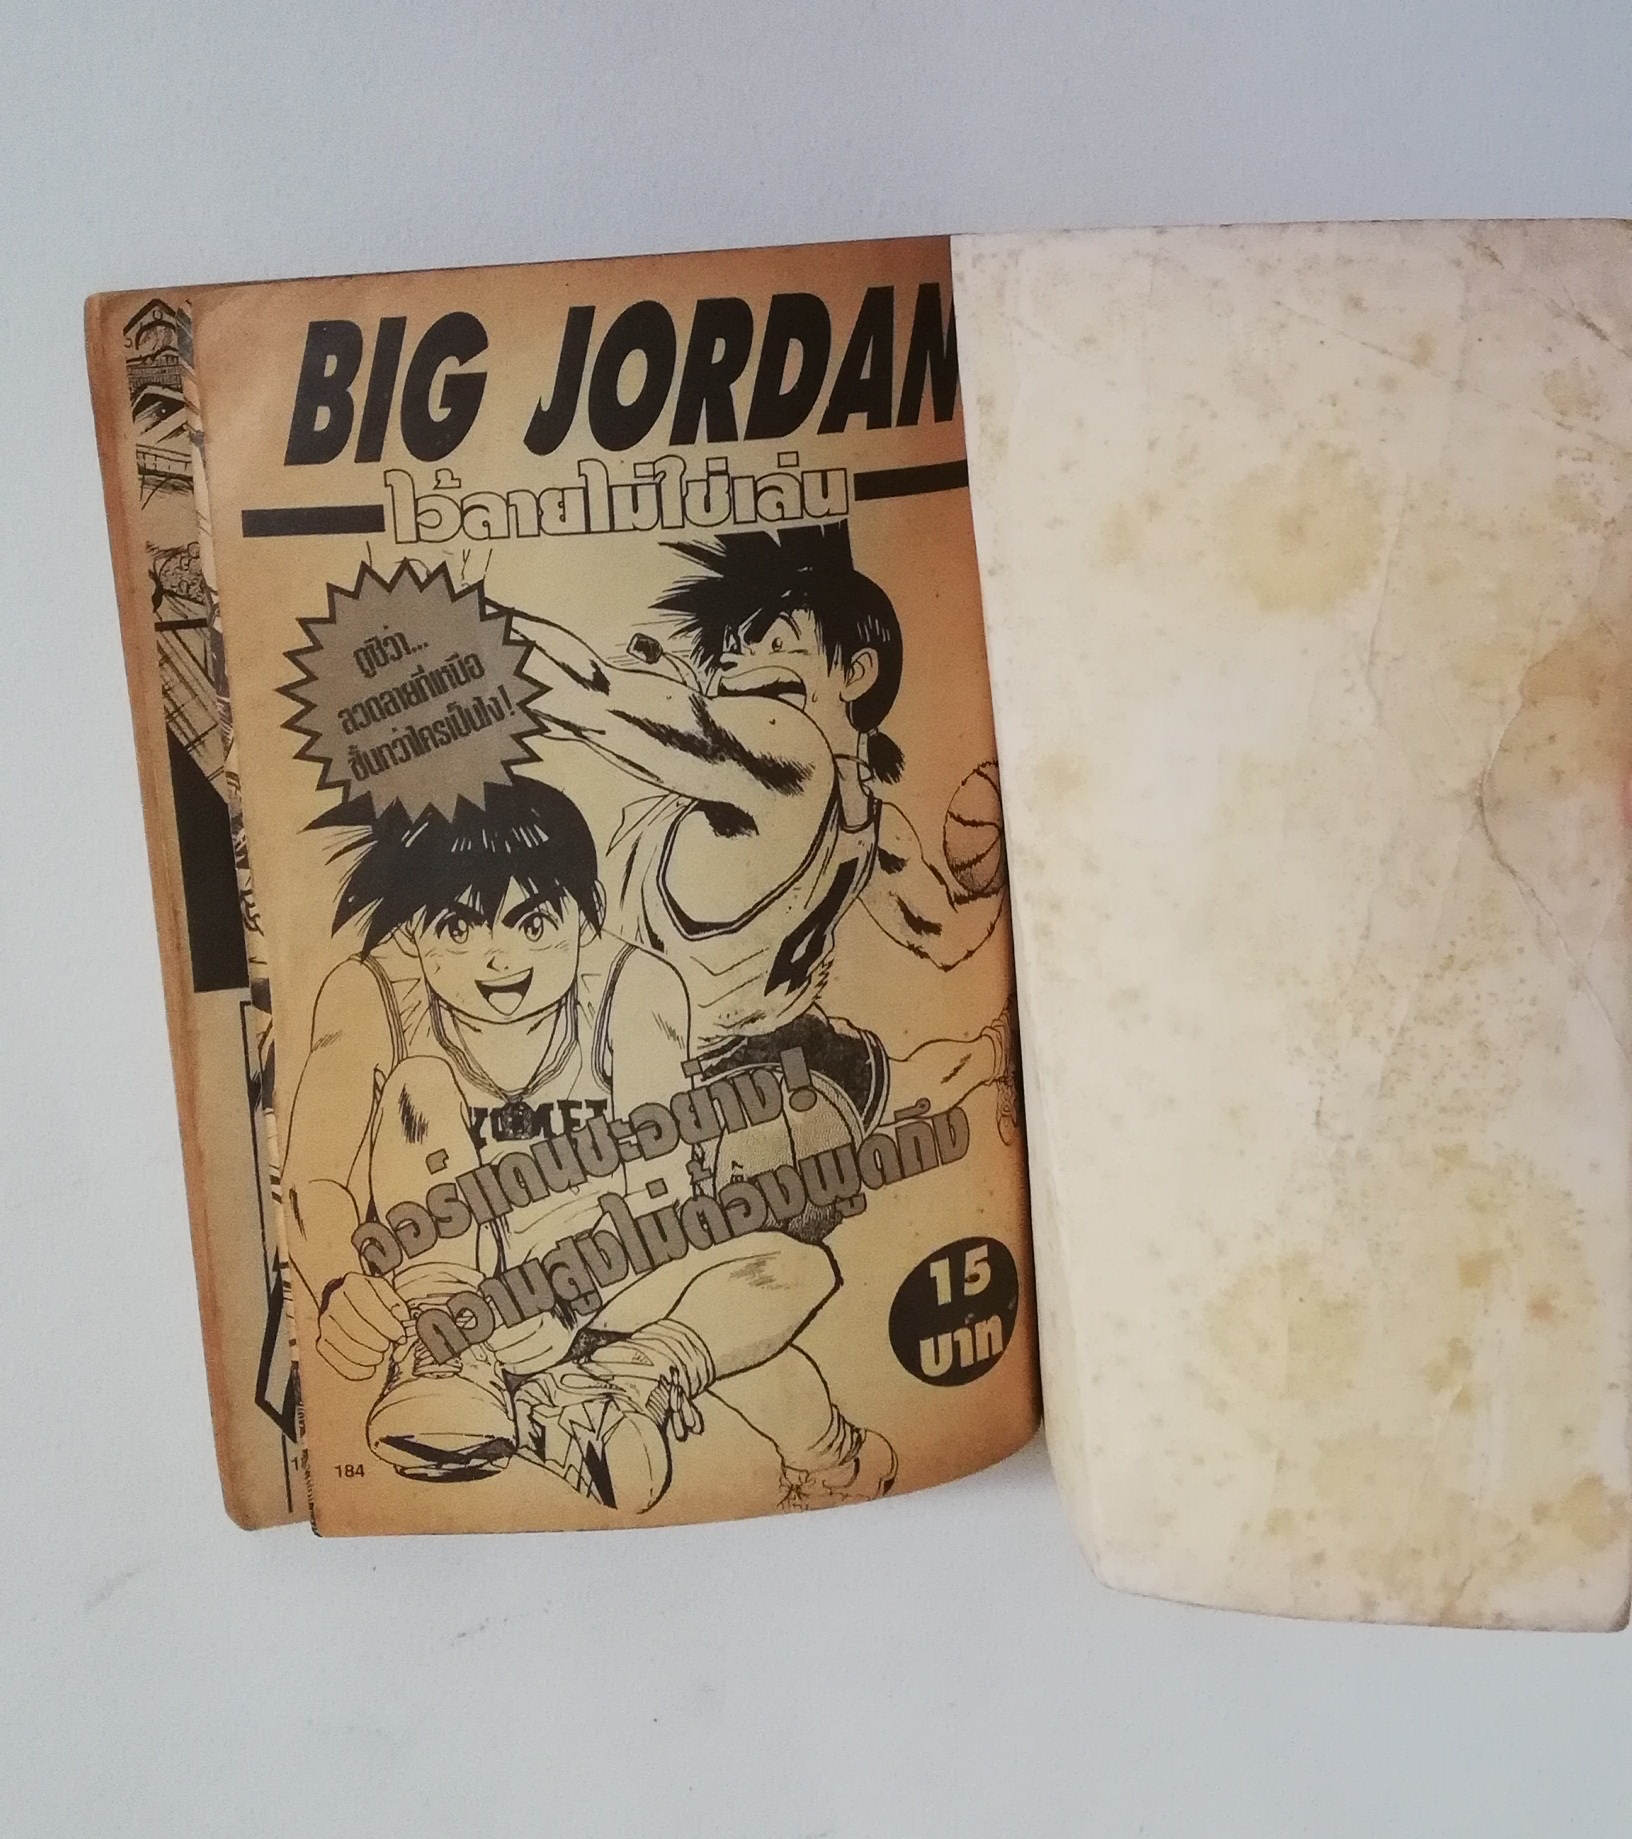 BIG JORDAN
ไว้ลายไม่ใช่เล่น
ดูซิว่า...
ลวดลายที่เหนือ
ชั้นกว่าใครเป็นไง!
จอร์แดนซะอย่าง!
ความสูงไม่ต้องพูดถึง
15
บาท
184